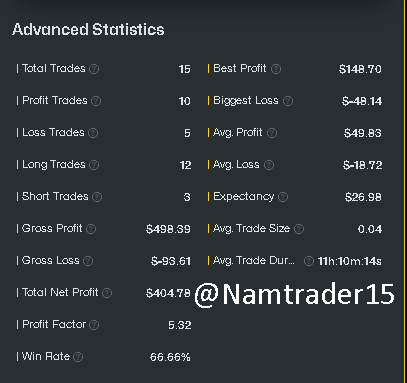 Advanced Statistics
| Total Trades 15 | Best Profit $148.70
| Profit Trades 10 | Biggest Loss $-48.14
| Loss Trades 5 | Avg. Profit $49.83
| Long Trades 12 | Avg. Loss $-18.72
| Short Trades 3 | Expectancy $26.98
| Gross Profit $498.39 | Avg. Trade Size 0.04
| Gross Loss $-93.61 | Avg. Trade Dur... 11h:10m:14s
| Total Net Profit $404.78 @Namtrader15
| Profit Factor 5.32
| Win Rate 66.66%